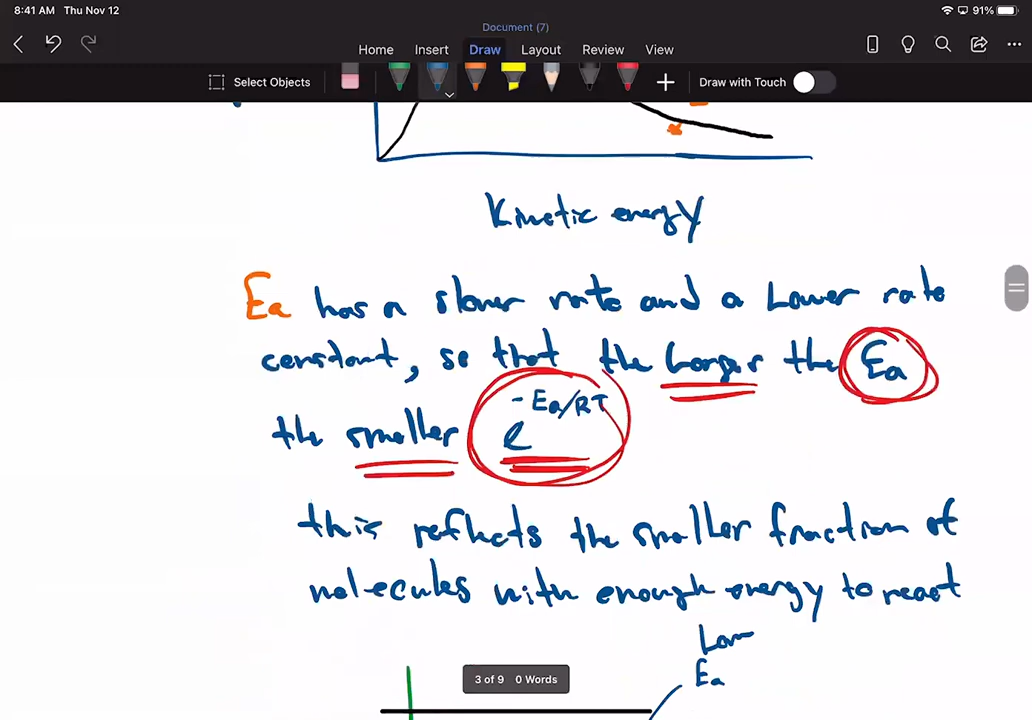 8:41 AM Thu Nov 12
91%
Document (7)
Home Insert Draw Layout Review View
Select Objects
Draw with Touch
Kinetic energy
Ea has a slower rate and a Lower rate
constant, so that the larger the Ea
the smaller e^-Ea/RT
this reflects the smaller fraction of
molecules with enough energy to react
Low
Ea
3 of 9 0 Words